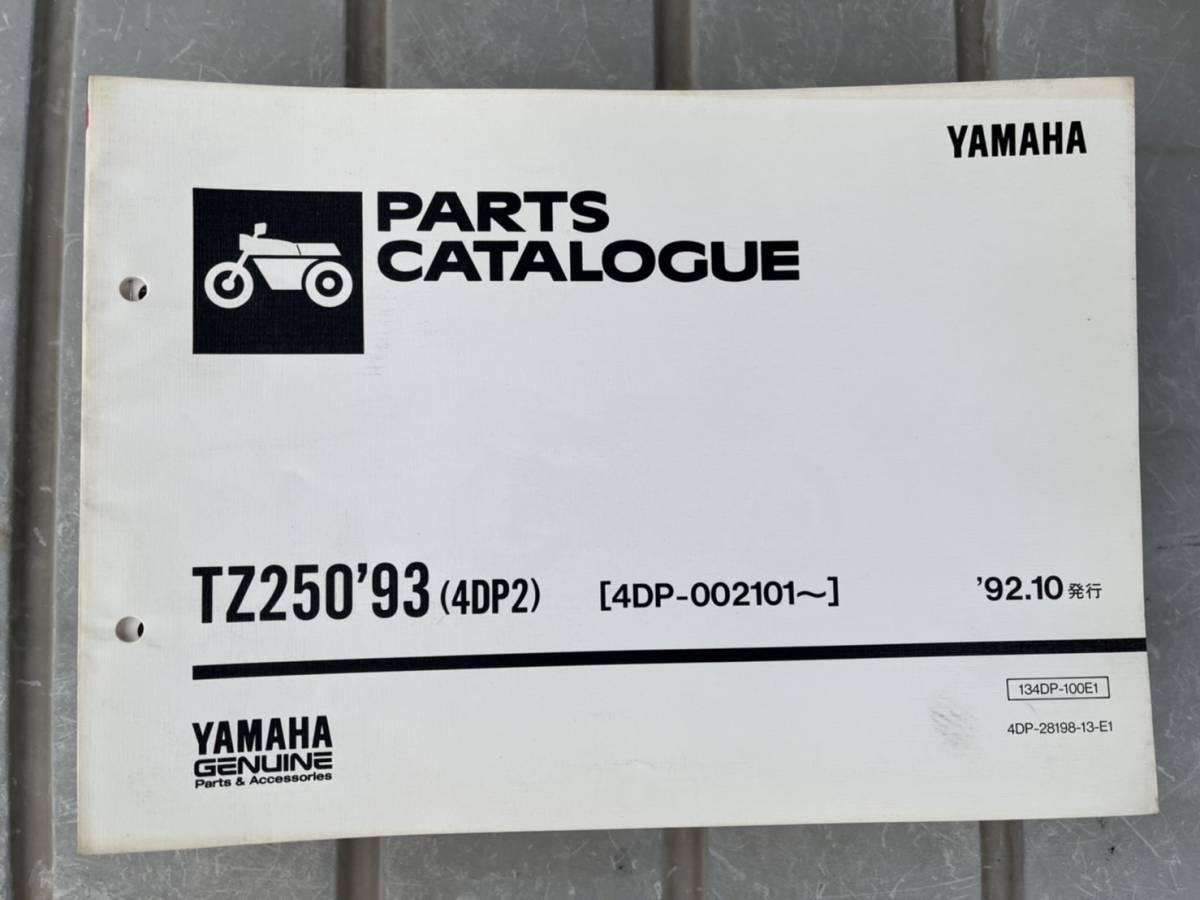 YAMAHA
PARTS
CATALOGUE
TZ250'93 (4DP2) [4DP-002101~] '92.10 発行
134DP-100E1
4DP-28198-13-E1
YAMAHA
GENUINE
Parts & Accessories